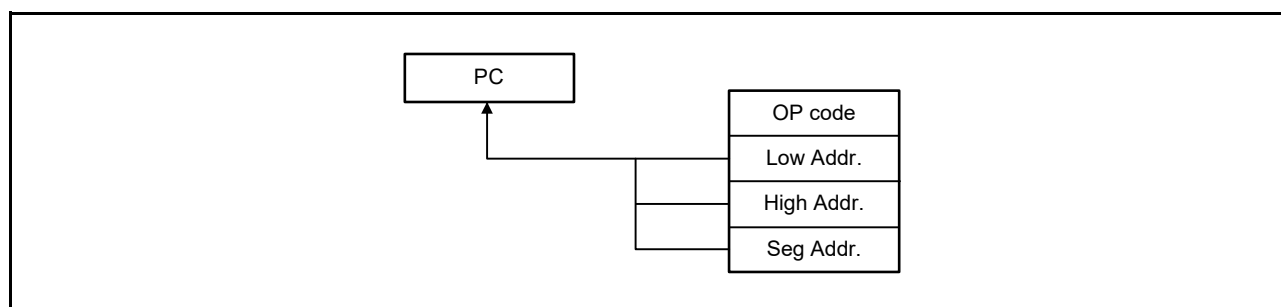 PC
OP code
Low Addr.
High Addr.
Seg Addr.